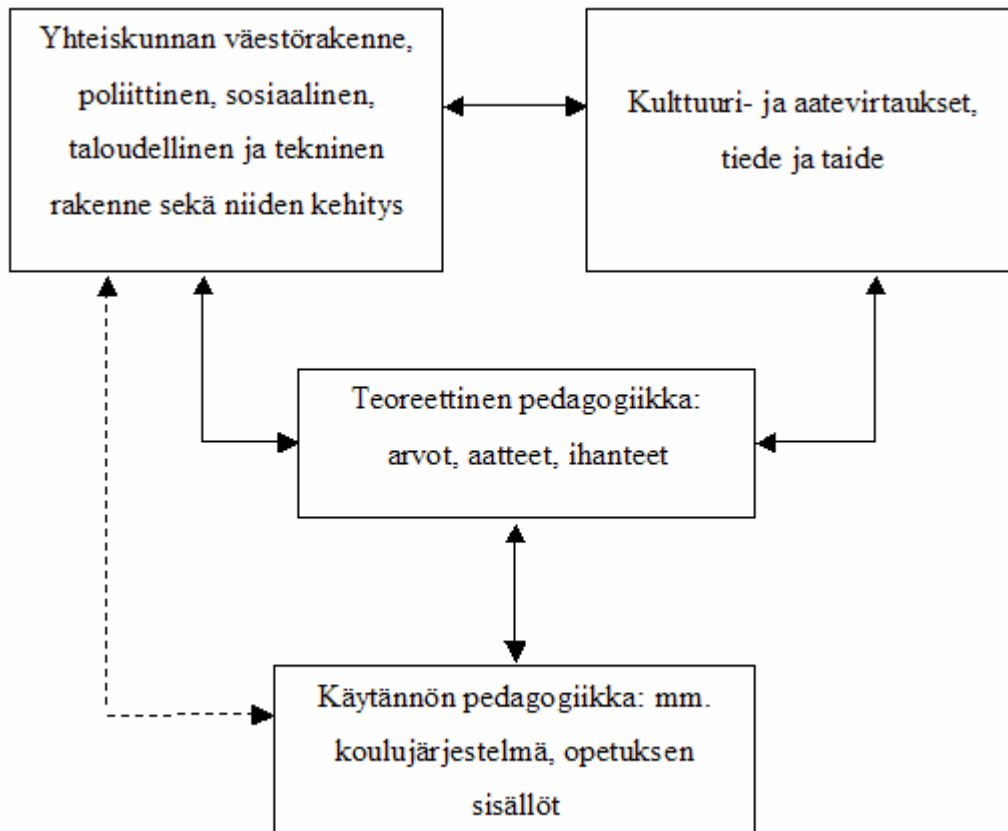 Yhteiskunnan väestörakenne,
poliittinen, sosiaalinen,
taloudellinen ja tekninen
rakenne sekä niiden kehitys
Kulttuuri- ja aatevirtaukset,
tiede ja taide
Teoreettinen pedagogiikka:
arvot, aatteet, ihanteet
Käytännön pedagogiikka: mm.
koulujärjestelmä, opetuksen
sisällöt